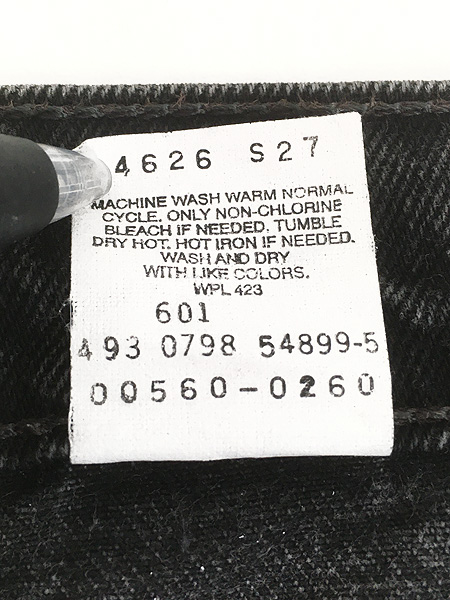 4626 S27
MACHINE WASH WARM NORMAL
CYCLE. ONLY NON-CHLORINE
BLEACH IF NEEDED. TUMBLE
DRY HOT. HOT IRON IF NEEDED.
WASH AND DRY
WITH LIKE COLORS.
WPL 423
601
493 0798 54899-5
00560-0260